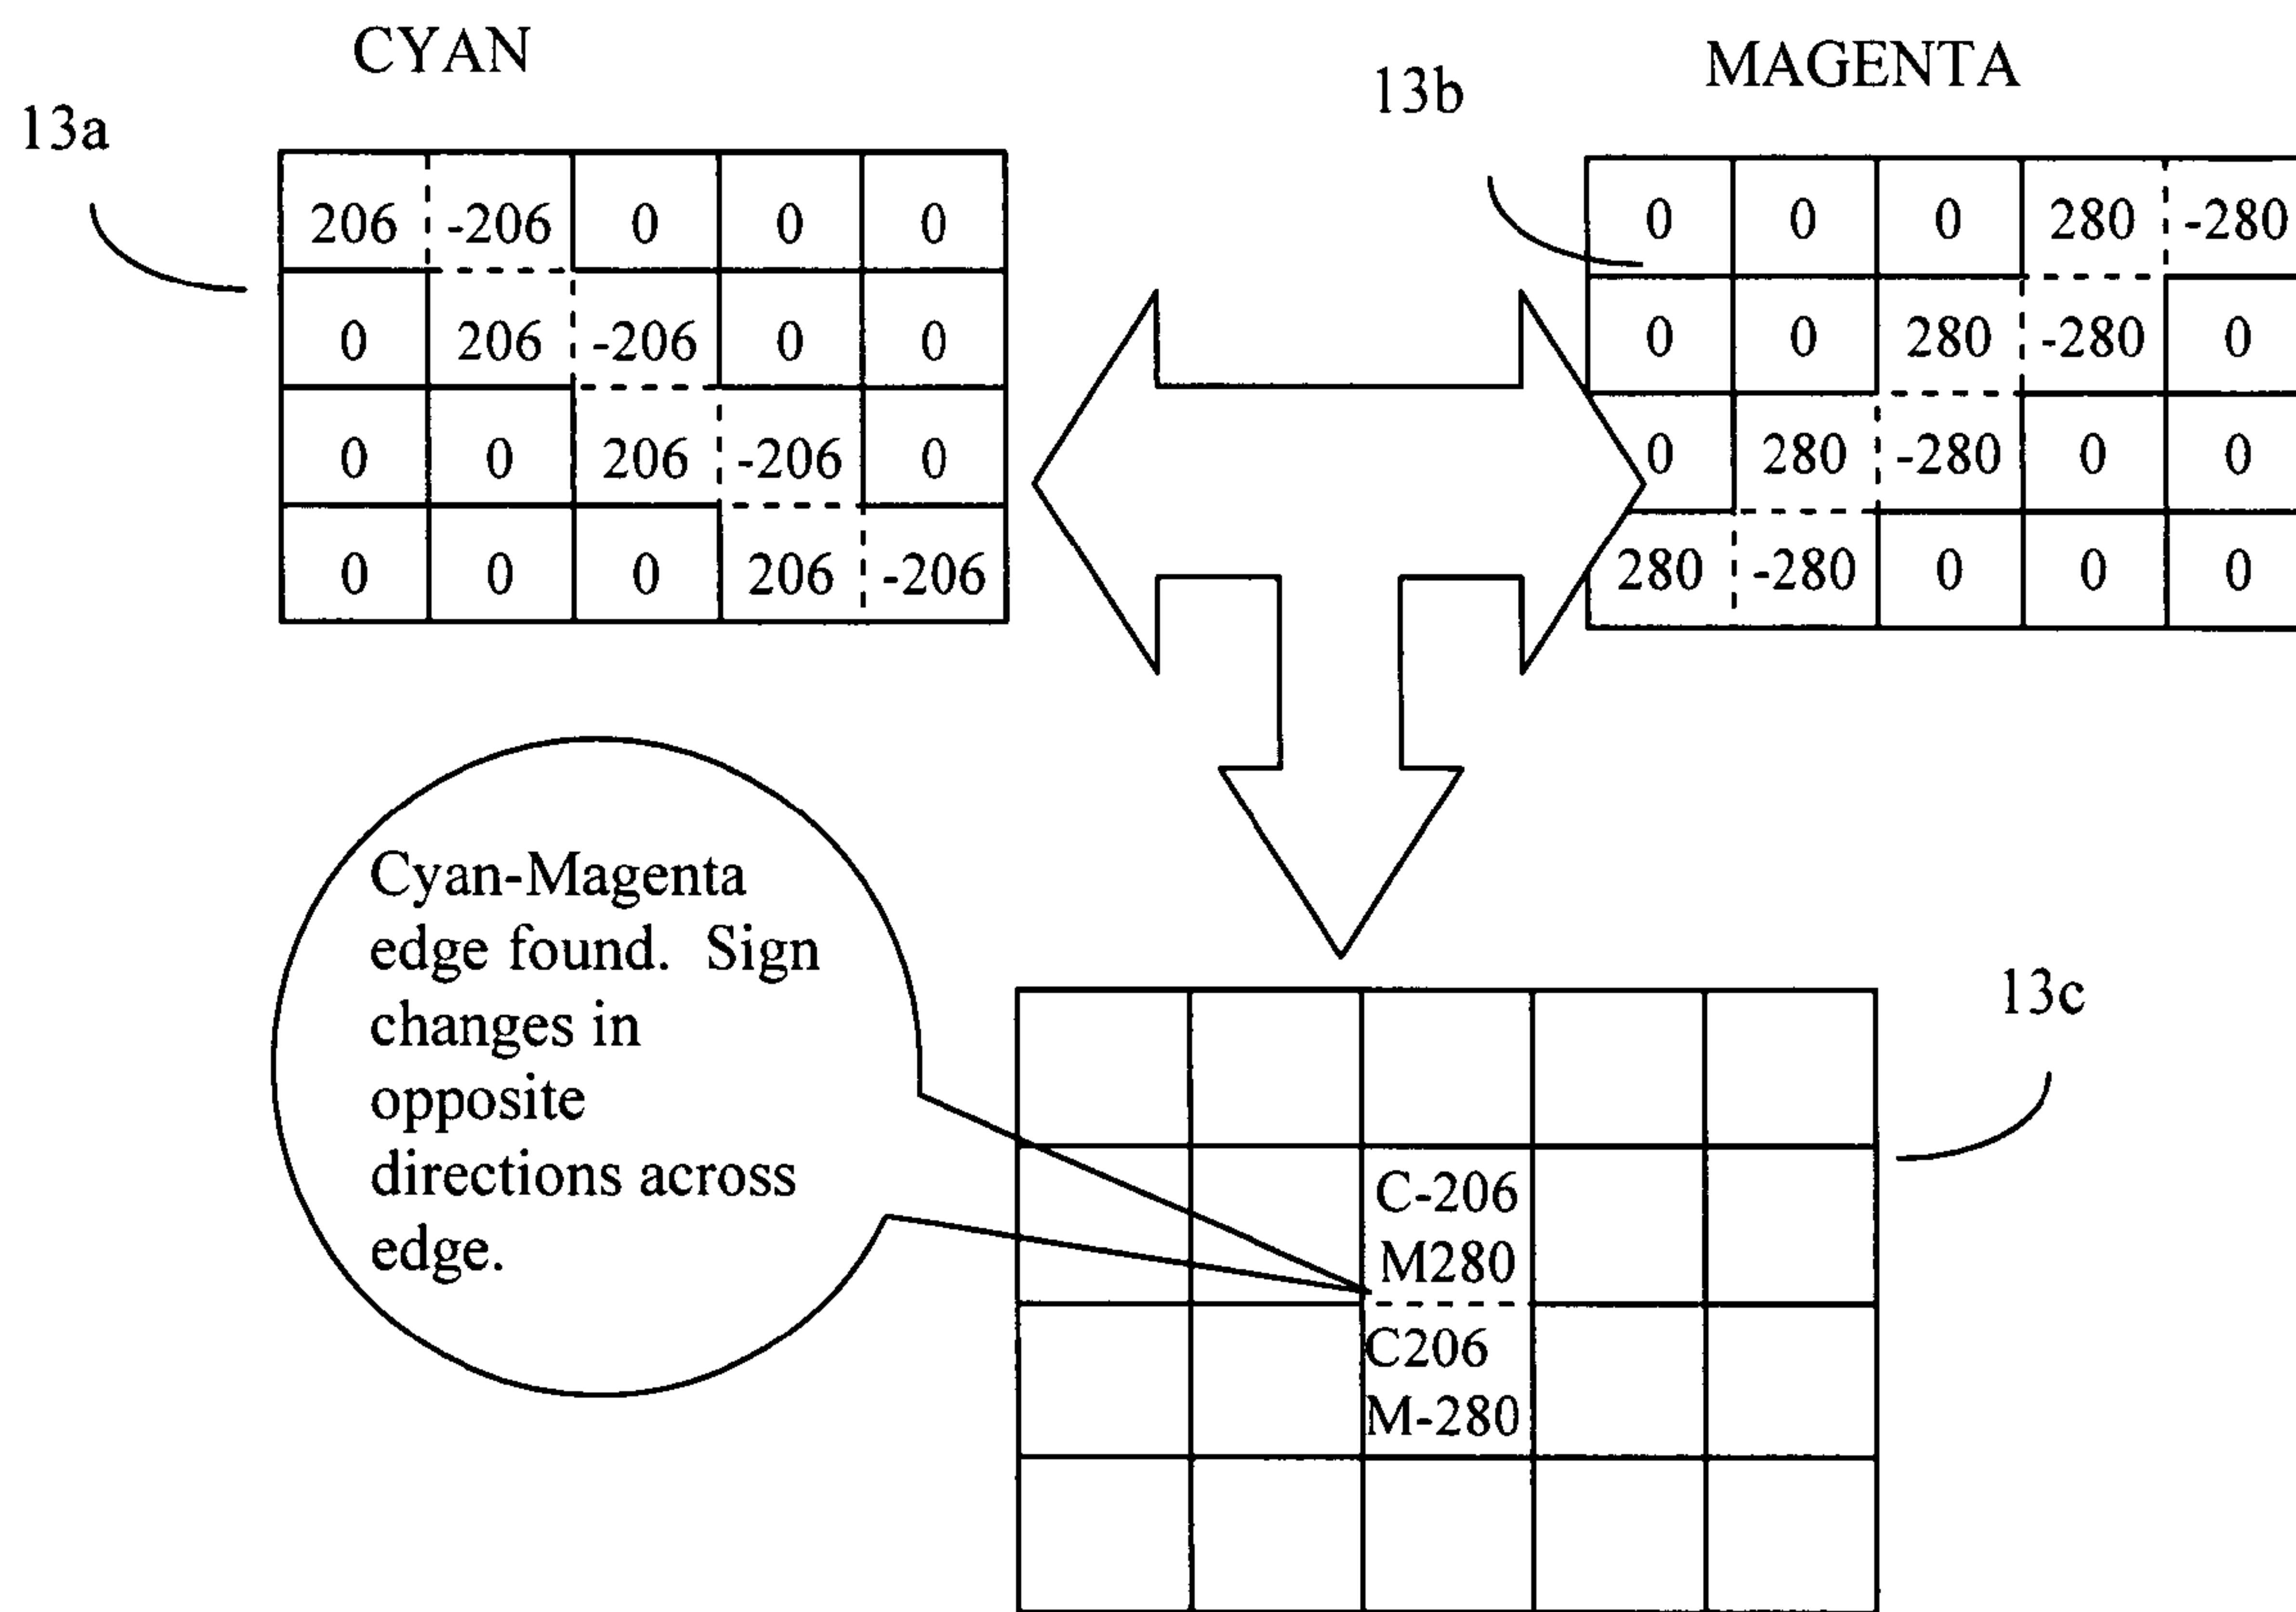 CYAN
MAGENTA
13a
13b
206 -206 0 0 0
0 206 -206 0 0
0 0 206 -206 0
0 0 0 206 -206
0 0 0 280 -280
0 0 280 -280 0
0 280 -280 0 0
280 -280 0 0 0
Cyan-Magenta
edge found. Sign
changes in
opposite
directions across
edge.
13c
C-206
M280
C206
M-280